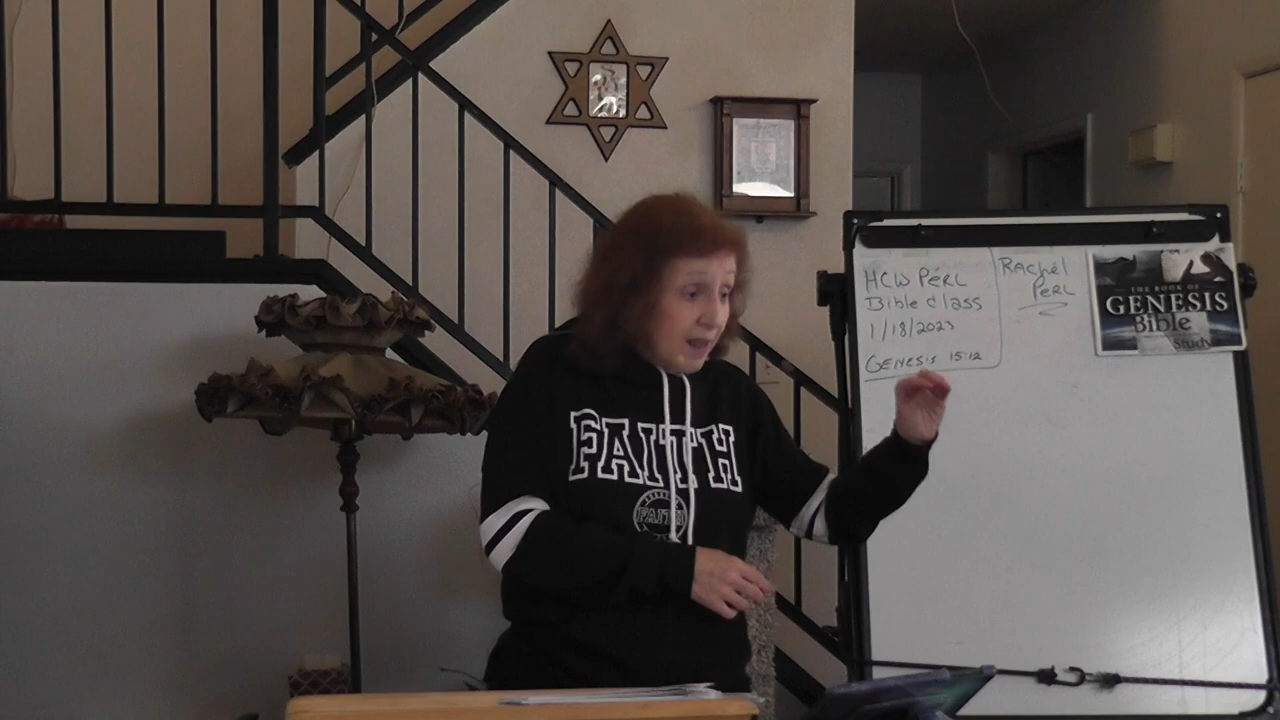 HCW Perl
Bible class
1/18/2023
Genesis 15:12
Rachel
Perl
THE BOOK OF
GENESIS
Bible
Study
FAITH
FAITH